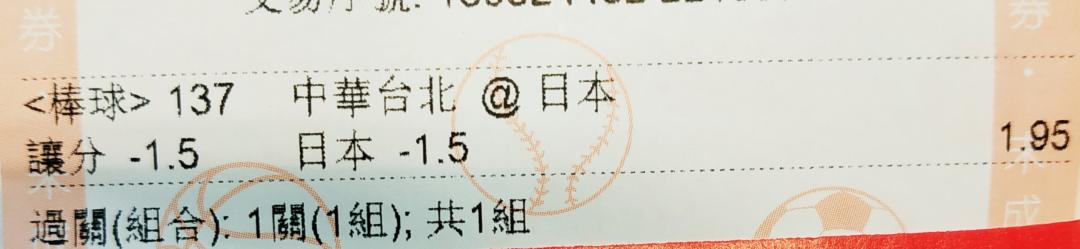 <棒球> 137 中華台北 @ 日本
讓分 -1.5 日本 -1.5 1.95
過關(組合): 1關(1組); 共1組